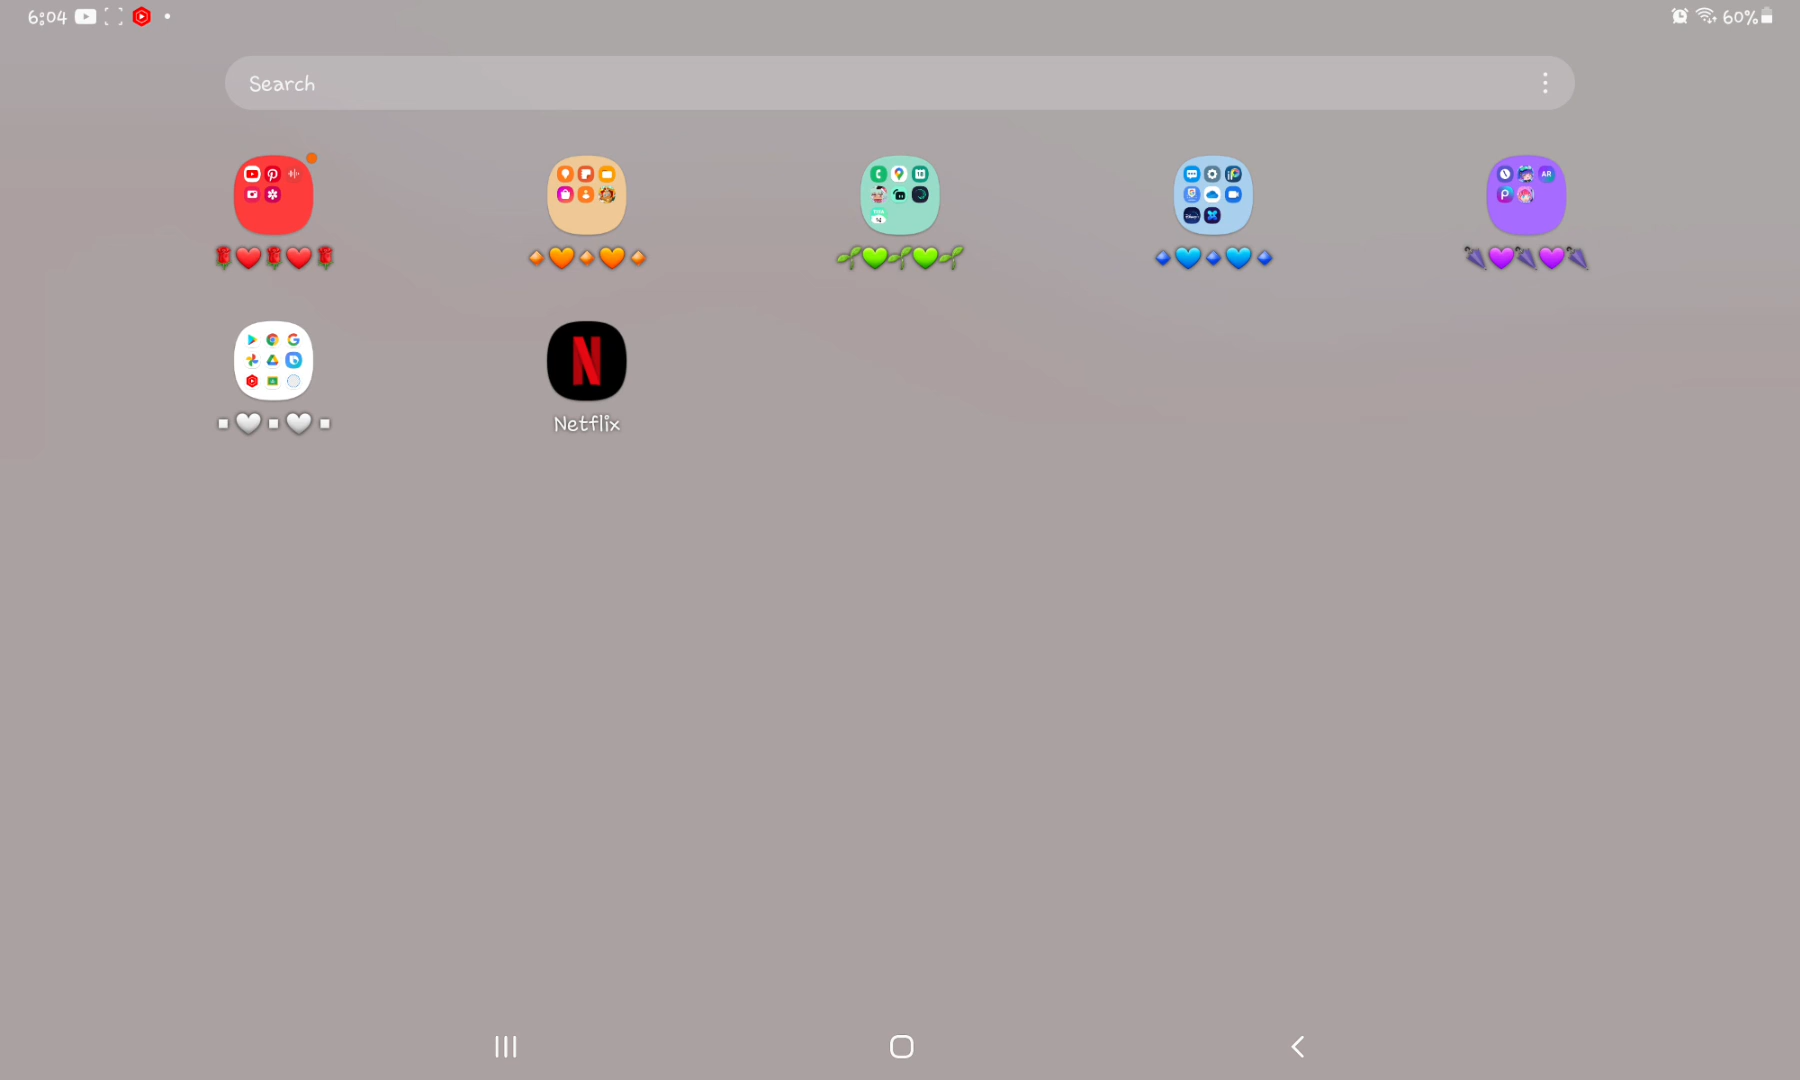 6:04
60%
Search
🌹❤️🌹❤️🌹
🔸🧡🔸🧡🔸
🌱💚🌱💚🌱
🔹💙🔹💙🔹
🌂💜🌂💜🌂
▫️🤍▫️🤍▫️
N
Netflix